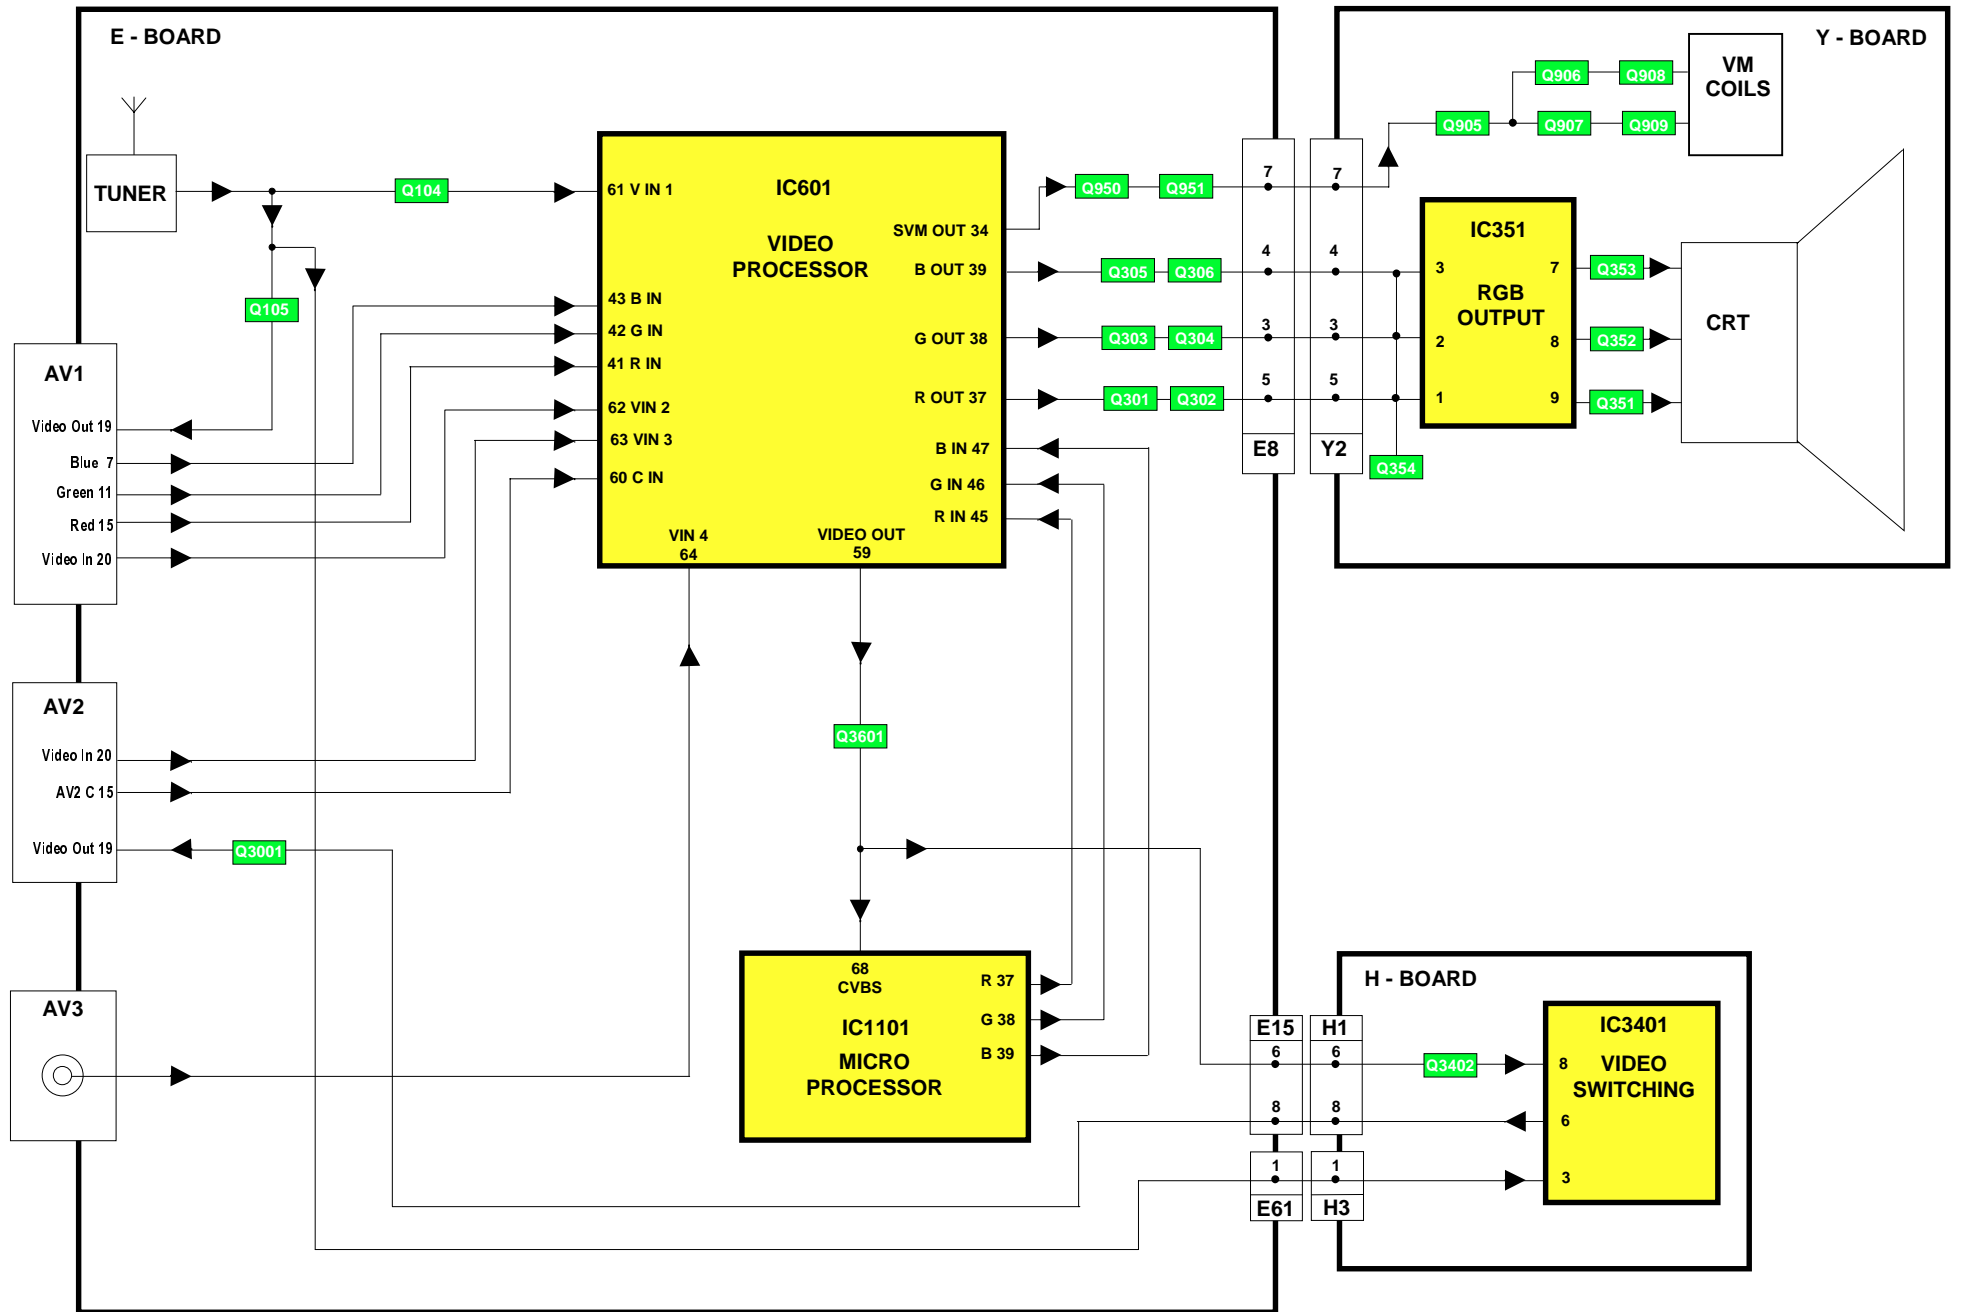 E - BOARD
TUNER
Q104
Q105
AV1
Video Out 19
Blue 7
Green 11
Red 15
Video In 20
AV2
Video In 20
AV2 C 15
Video Out 19
Q3001
AV3
61 V IN 1
43 B IN
42 G IN
41 R IN
62 VIN 2
63 VIN 3
60 C IN
IC601
VIDEO
PROCESSOR
SVM OUT 34
B OUT 39
G OUT 38
R OUT 37
B IN 47
G IN 46
R IN 45
VIN 4
64
VIDEO OUT
59
Q3601
68
CVBS
IC1101
MICRO
PROCESSOR
R 37
G 38
B 39
Q950
Q951
Q305
Q306
Q303
Q304
Q301
Q302
7
4
3
5
E8
7
4
3
5
Y2
Y - BOARD
Q905
Q906
Q908
Q907
Q909
VM
COILS
Q354
IC351
RGB
OUTPUT
3
2
1
7
8
9
Q353
Q352
Q351
CRT
E15
6
8
1
E61
H1
6
8
1
H3
H - BOARD
Q3402
IC3401
VIDEO
SWITCHING
8
6
3